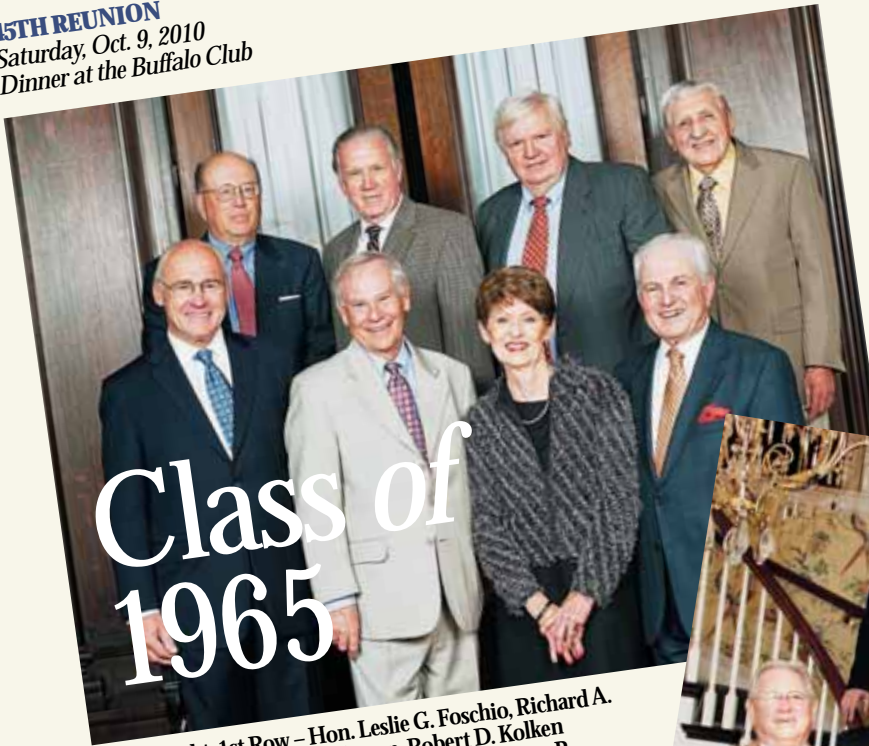 45TH REUNION
Saturday, Oct. 9, 2010
Dinner at the Buffalo Club
Class of
1965
1st Row – Hon. Leslie G. Foschio, Richard A.
Robert D. Kolken